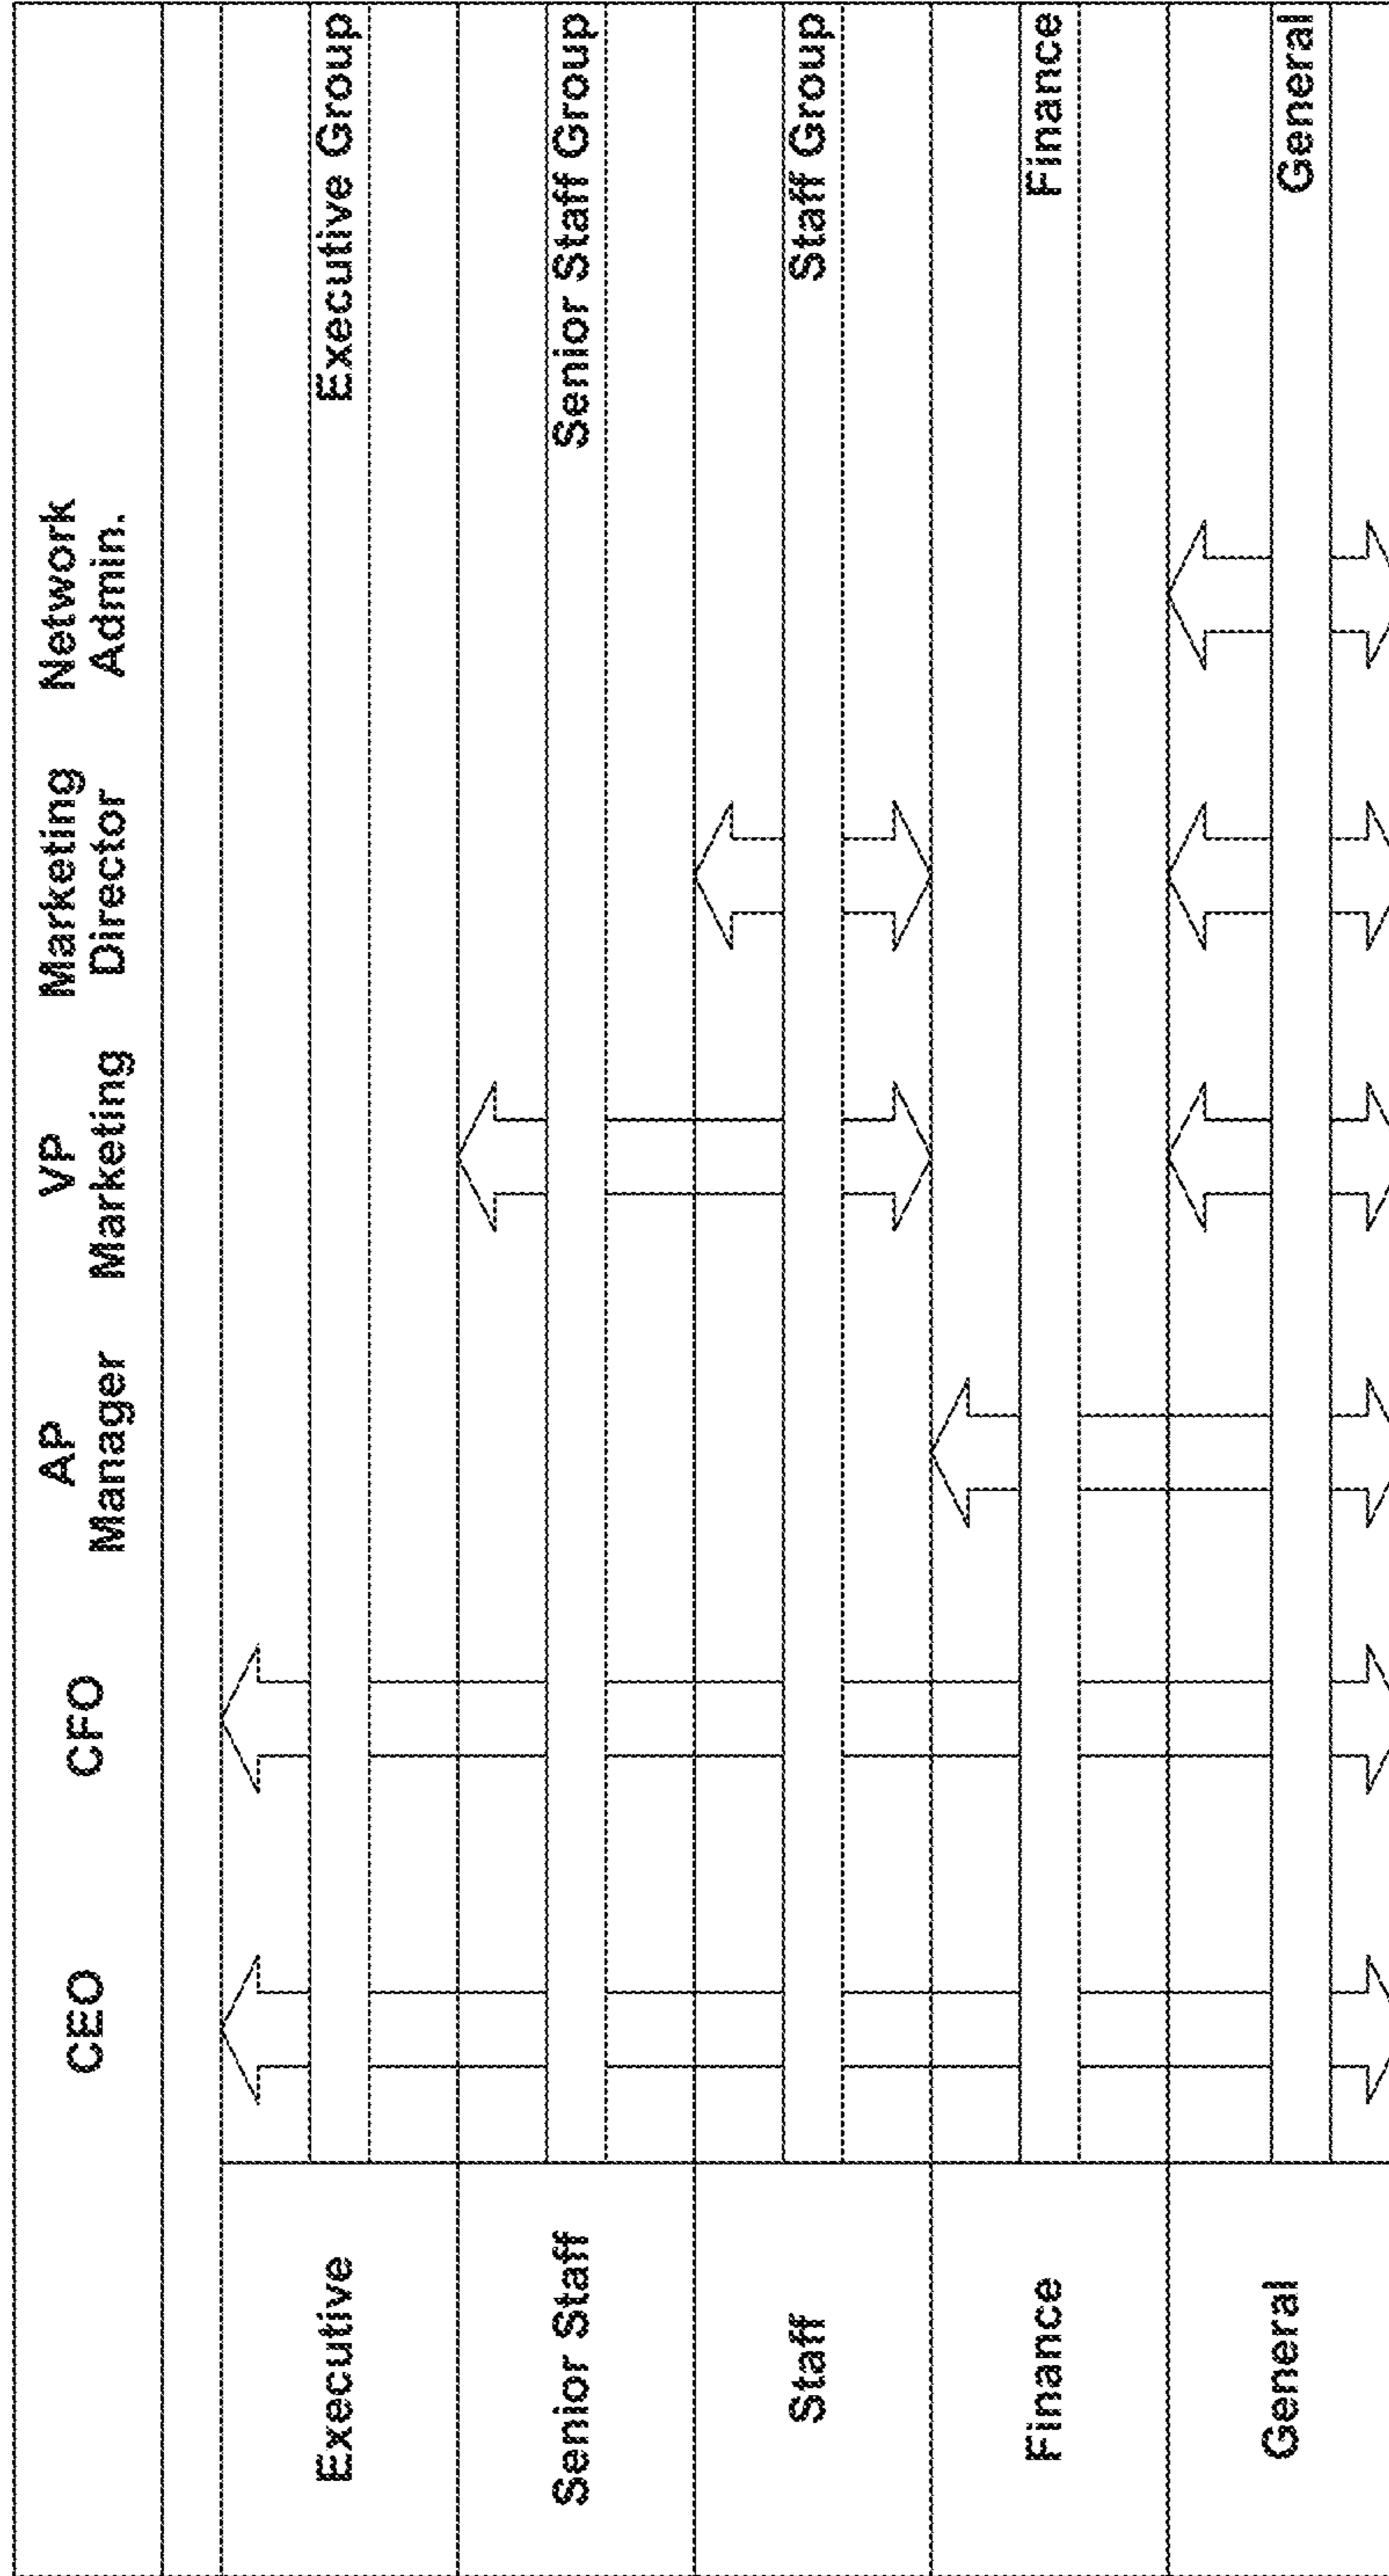 CEO
CFO
AP
Manager
VP
Marketing
Marketing
Director
Network
Admin.
Executive
Executive Group
Senior Staff
Senior Staff Group
Staff
Staff Group
Finance
Finance
General
General